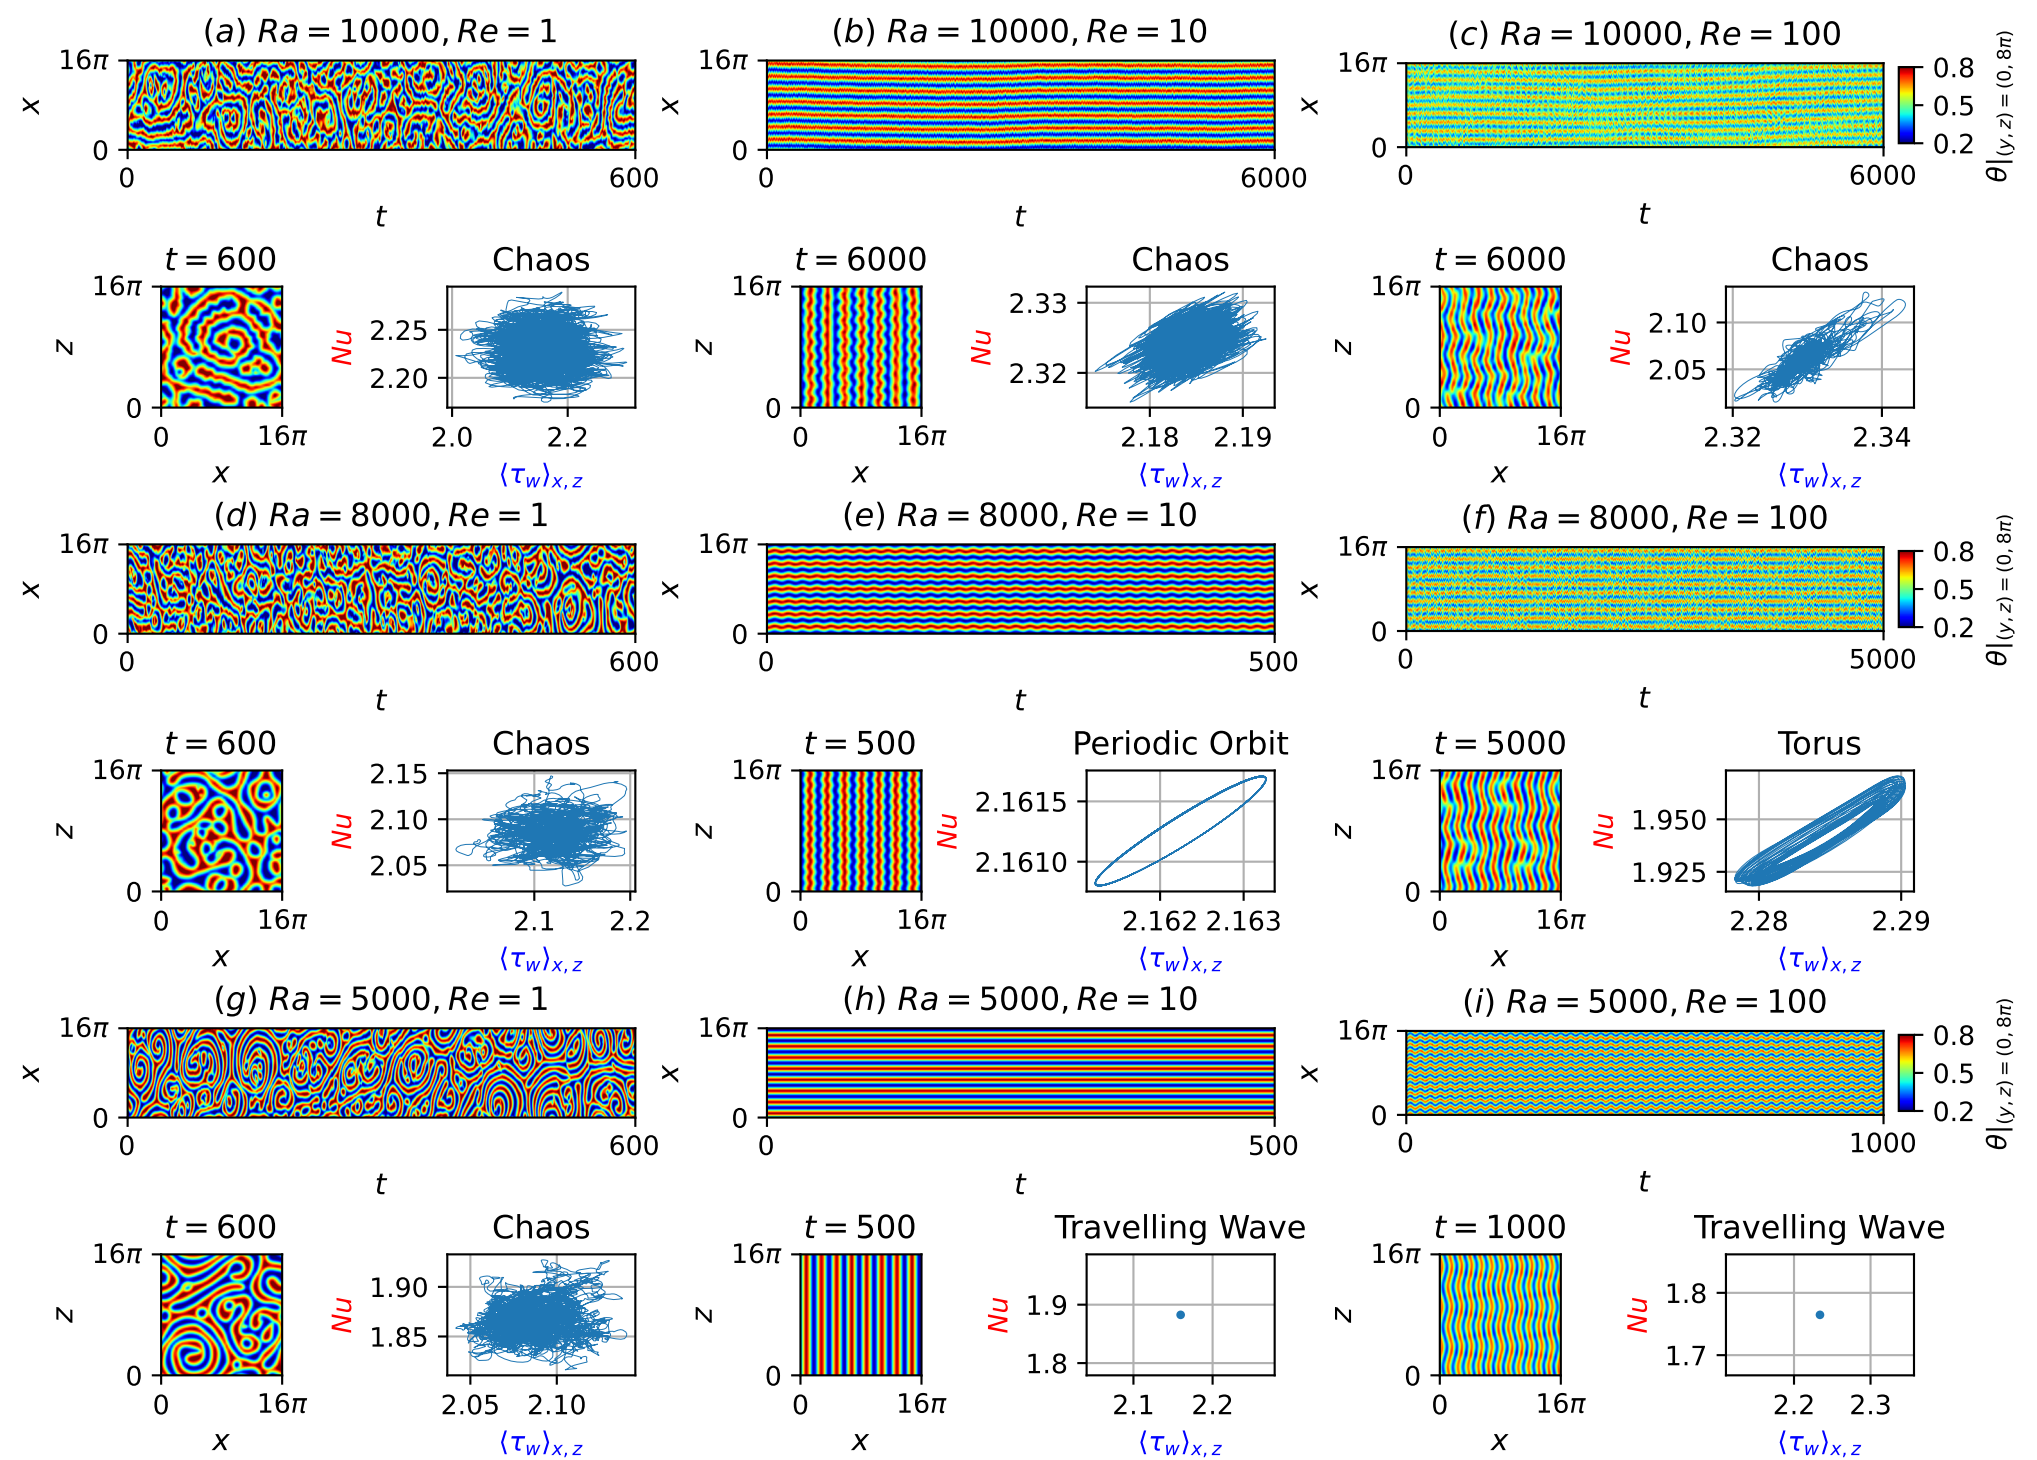 (a) Ra = 10000, Re = 1
(b) Ra = 10000, Re = 10
(c) Ra = 10000, Re = 100
x 16π 0 0 600 t
x 16π 0 0 6000 t
x 16π 0 0 6000 t
0.8 0.5 0.2 θ|(y, z) = (0, 8π)
t = 600 Chaos
t = 6000 Chaos
t = 6000 Chaos
z 16π 0 0 16π x
Nu 2.25 2.20 2.0 2.2 ⟨τw⟩x, z
z 16π 0 0 16π x
Nu 2.33 2.32 2.18 2.19 ⟨τw⟩x, z
z 16π 0 0 16π x
Nu 2.10 2.05 2.32 2.34 ⟨τw⟩x, z
(d) Ra = 8000, Re = 1
(e) Ra = 8000, Re = 10
(f) Ra = 8000, Re = 100
x 16π 0 0 600 t
x 16π 0 0 500 t
x 16π 0 0 5000 t
0.8 0.5 0.2 θ|(y, z) = (0, 8π)
t = 600 Chaos
t = 500 Periodic Orbit
t = 5000 Torus
z 16π 0 0 16π x
Nu 2.15 2.10 2.05 2.1 2.2 ⟨τw⟩x, z
z 16π 0 0 16π x
Nu 2.1615 2.1610 2.162 2.163 ⟨τw⟩x, z
z 16π 0 0 16π x
Nu 1.950 1.925 2.28 2.29 ⟨τw⟩x, z
(g) Ra = 5000, Re = 1
(h) Ra = 5000, Re = 10
(i) Ra = 5000, Re = 100
x 16π 0 0 600 t
x 16π 0 0 500 t
x 16π 0 0 1000 t
0.8 0.5 0.2 θ|(y, z) = (0, 8π)
t = 600 Chaos
t = 500 Travelling Wave
t = 1000 Travelling Wave
z 16π 0 0 16π x
Nu 1.90 1.85 2.05 2.10 ⟨τw⟩x, z
z 16π 0 0 16π x
Nu 1.9 1.8 2.1 2.2 ⟨τw⟩x, z
z 16π 0 0 16π x
Nu 1.8 1.7 2.2 2.3 ⟨τw⟩x, z